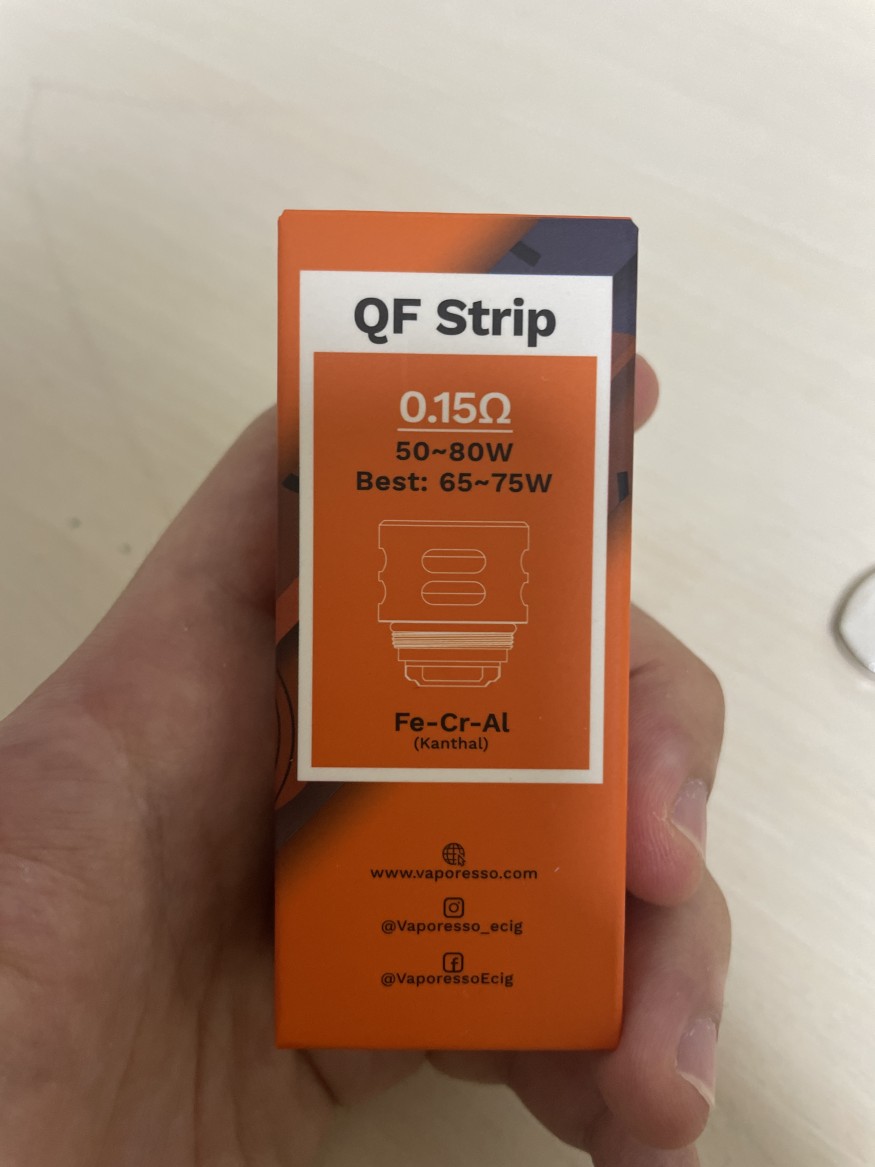 QF Strip
0.15Ω
50~80W
Best: 65~75W
Fe-Cr-Al
(Kanthal)
www.vaporesso.com
@Vaporesso_ecig
@VaporessoEcig